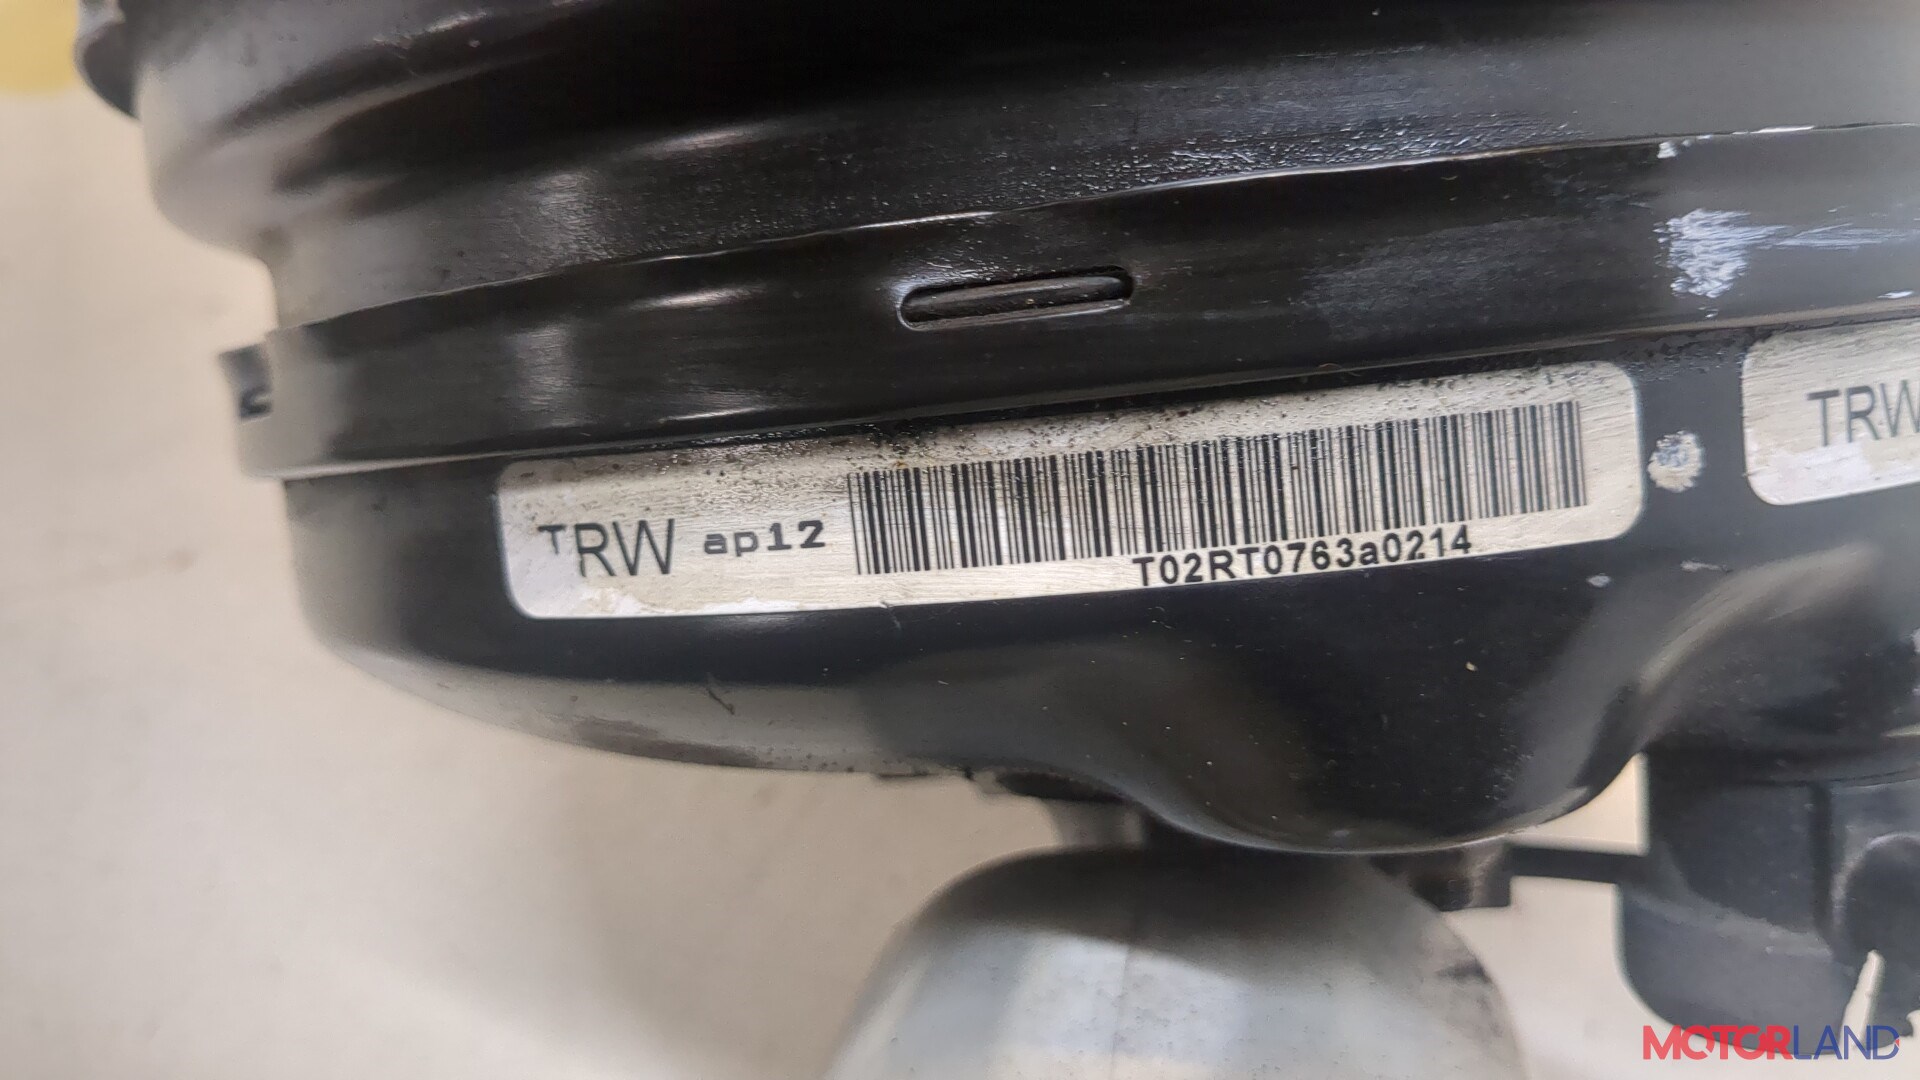 TRW ap12
T02RT0763a0214
TRW
MOTORLAND